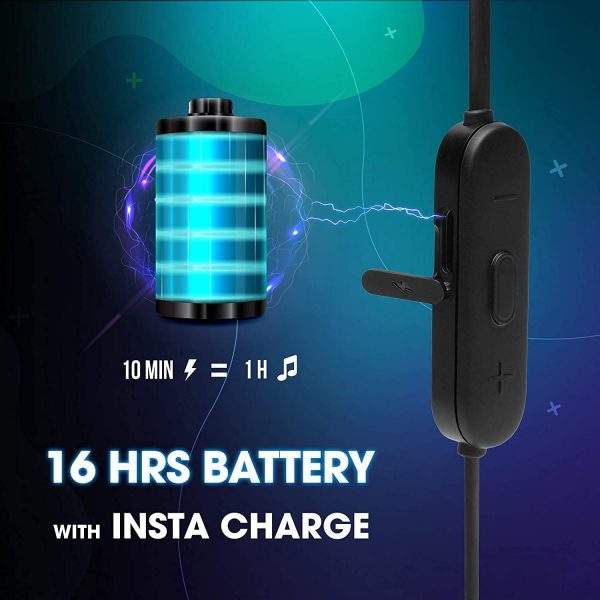 10 MIN = 1 H
16 HRS BATTERY
WITH INSTA CHARGE